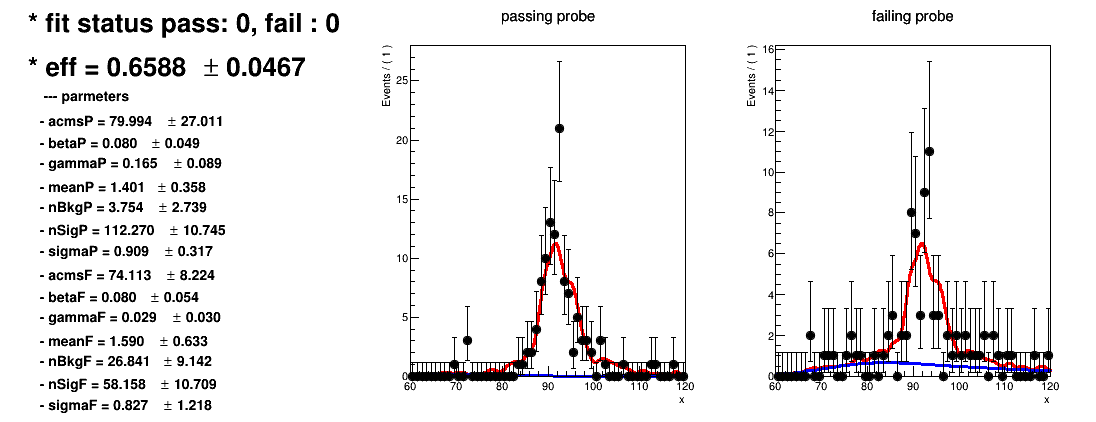 * fit status pass: 0, fail : 0
* eff = 0.6588 ± 0.0467
--- parmeters
- acmsP = 79.994 ± 27.011
- betaP = 0.080 ± 0.049
- gammaP = 0.165 ± 0.089
- meanP = 1.401 ± 0.358
- nBkgP = 3.754 ± 2.739
- nSigP = 112.270 ± 10.745
- sigmaP = 0.909 ± 0.317
- acmsF = 74.113 ± 8.224
- betaF = 0.080 ± 0.054
- gammaF = 0.029 ± 0.030
- meanF = 1.590 ± 0.633
- nBkgF = 26.841 ± 9.142
- nSigF = 58.158 ± 10.709
- sigmaF = 0.827 ± 1.218
passing probe
Events / ( 1 )
25
20
15
10
5
0
60 70 80 90 100 110 120
x
failing probe
Events / ( 1 )
16
14
12
10
8
6
4
2
0
60 70 80 90 100 110 120
x